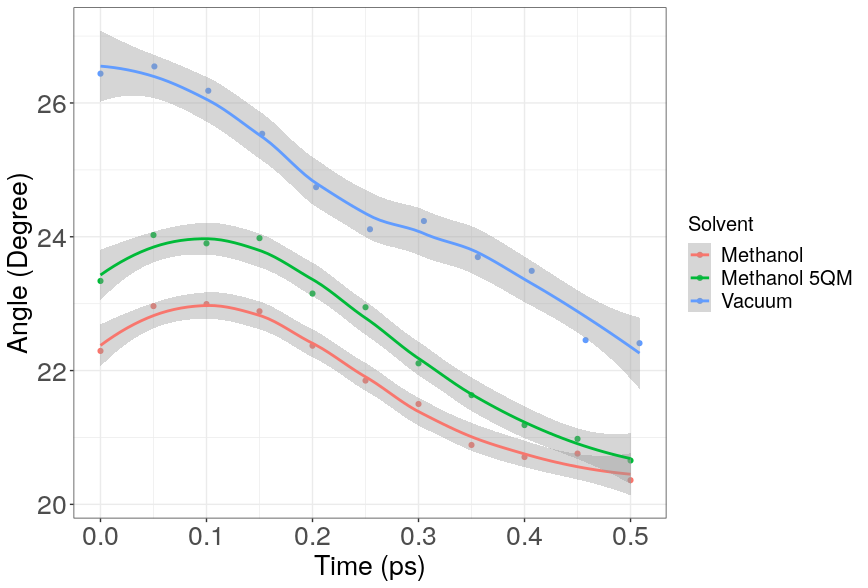 Angle (Degree)
26
24
22
20
0.0 0.1 0.2 0.3 0.4 0.5
Time (ps)
Solvent
Methanol
Methanol 5QM
Vacuum